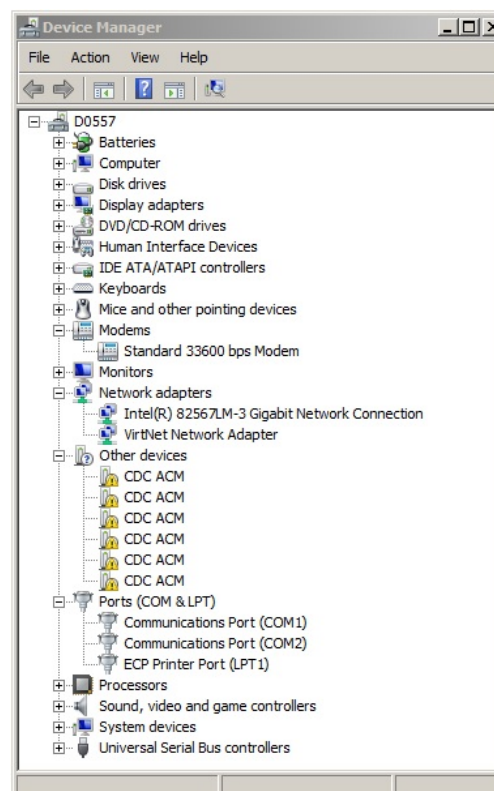 Device Manager
File Action View Help
D0557
Batteries
Computer
Disk drives
Display adapters
DVD/CD-ROM drives
Human Interface Devices
IDE ATA/ATAPI controllers
Keyboards
Mice and other pointing devices
Modems
Standard 33600 bps Modem
Monitors
Network adapters
Intel(R) 82567LM-3 Gigabit Network Connection
VirtNet Network Adapter
Other devices
CDC ACM
CDC ACM
CDC ACM
CDC ACM
CDC ACM
CDC ACM
Ports (COM & LPT)
Communications Port (COM1)
Communications Port (COM2)
ECP Printer Port (LPT1)
Processors
Sound, video and game controllers
System devices
Universal Serial Bus controllers